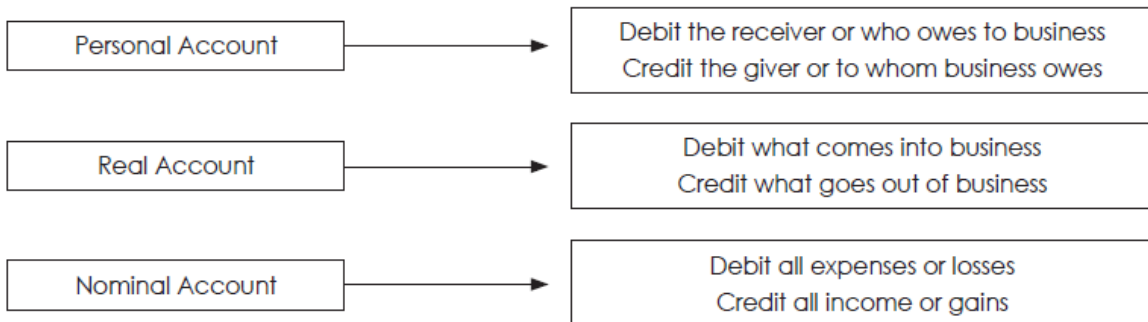 Personal Account
Debit the receiver or who owes to business
Credit the giver or to whom business owes
Real Account
Debit what comes into business
Credit what goes out of business
Nominal Account
Debit all expenses or losses
Credit all income or gains